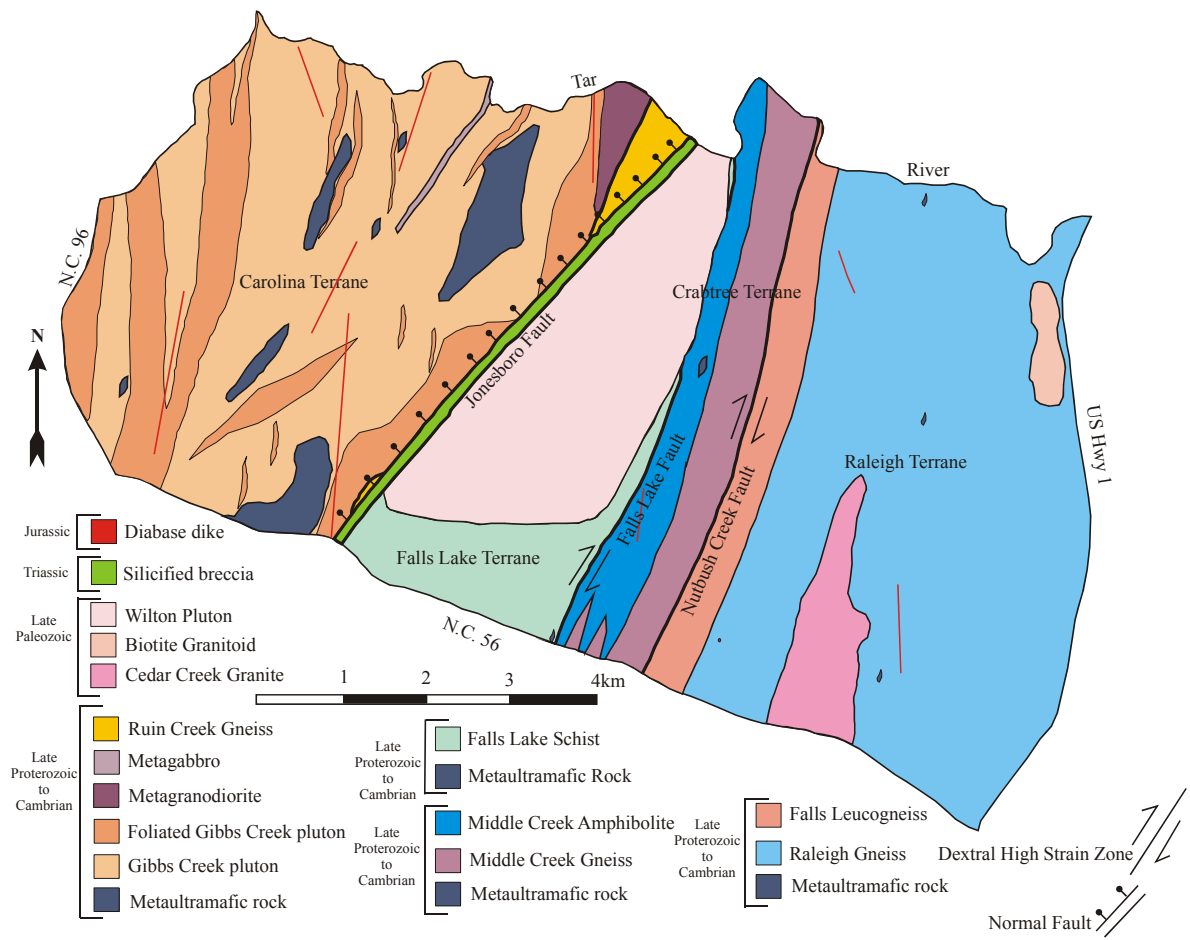 Tar
River
N.C. 96
Carolina Terrane
Crabtree Terrane
N
Jonesboro Fault
US Hwy 1
Raleigh Terrane
Falls Lake Fault
Nutbush Creek Fault
Falls Lake Terrane
N.C. 56
Jurassic
Diabase dike
Triassic
Silicified breccia
Late
Paleozoic
Wilton Pluton
Biotite Granitoid
Cedar Creek Granite
1 2 3 4km
Late
Proterozoic
to
Cambrian
Ruin Creek Gneiss
Metagabbro
Metagranodiorite
Foliated Gibbs Creek pluton
Gibbs Creek pluton
Metaultramafic rock
Late
Proterozoic
to
Cambrian
Falls Lake Schist
Metaultramafic Rock
Late
Proterozoic
to
Cambrian
Middle Creek Amphibolite
Middle Creek Gneiss
Metaultramafic rock
Late
Proterozoic
to
Cambrian
Falls Leucogneiss
Raleigh Gneiss
Metaultramafic rock
Dextral High Strain Zone
Normal Fault